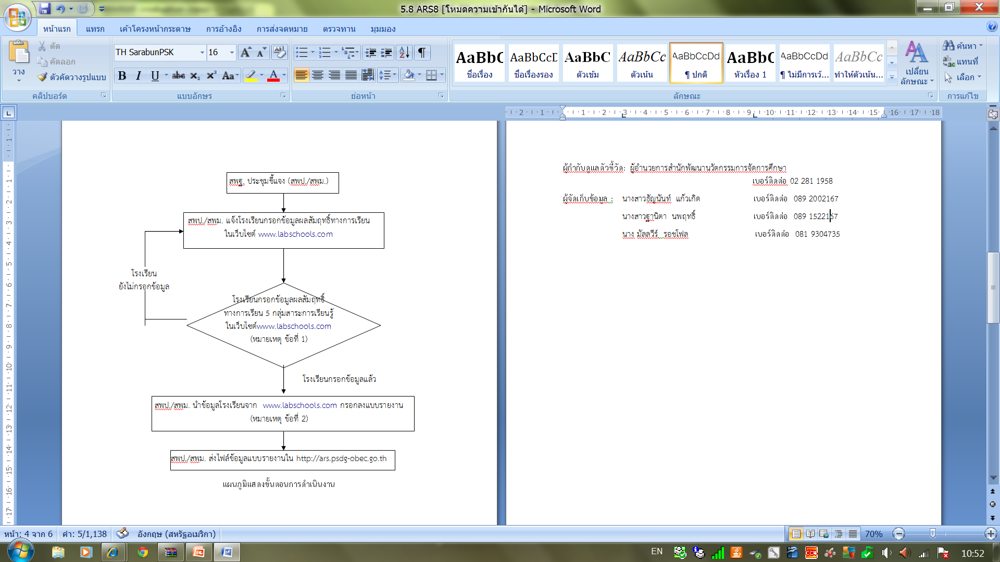 5.8 ARS8 [โหมดความเข้ากันได้] - Microsoft Word
หน้าแรก แทรก เค้าโครงหน้ากระดาษ การอ้างอิง การส่งจดหมาย ตรวจทาน มุมมอง
วาง
ตัด
คัดลอก
ตัวคัดวางรูปแบบ
คลิปบอร์ด
TH SarabunPSK 16
แบบอักษร
ย่อหน้า
AaBbC AaBbCcD AaBbC AaBbCc AaBbCcDd AaBbC AaBbCcDd AaBbCc
ชื่อเรื่อง ชื่อเรื่องรอง ตัวเข้ม ตัวเน้น ¶ ปกติ หัวเรื่อง 1 ¶ ไม่มีการเว้... ทำให้ตัวเน้น...
เปลี่ยน
ลักษณะ
ลักษณะ
ค้นหา
แทนที่
เลือก
การแก้ไข
2 1 1 2 3 4 5 6 7 8 9 10 11 12 13 14 15 16 17 18
สพฐ. ประชุมชี้แจง (สพป./สพม.)
สพป./สพม. แจ้งโรงเรียนกรอกข้อมูลผลสัมฤทธิ์ทางการเรียน
ในเว็บไซต์ www.labschools.com
โรงเรียน
ยังไม่กรอกข้อมูล
โรงเรียนกรอกข้อมูลผลสัมฤทธิ์
ทางการเรียน 5 กลุ่มสาระการเรียนรู้
ในเว็บไซต์www.labschools.com
(หมายเหตุ ข้อที่ 1)
โรงเรียนกรอกข้อมูลแล้ว
สพป./สพม. นำข้อมูลโรงเรียนจาก www.labschools.com กรอกลงแบบรายงาน
(หมายเหตุ ข้อที่ 2)
สพป./สพม. ส่งไฟล์ข้อมูลแบบรายงานใน http://ars.psdg-obec.go.th
แผนภูมิแสดงขั้นตอนการดำเนินงาน
ผู้กำกับดูแลตัวชี้วัด: ผู้อำนวยการสำนักพัฒนานวัตกรรมการจัดการศึกษา
เบอร์ติดต่อ 02 281 1958
ผู้จัดเก็บข้อมูล : นางสาวธัญนันท์ แก้วเกิด เบอร์ติดต่อ 089 2002167
นางสาวฐานิตา นพฤทธิ์ เบอร์ติดต่อ 089 1522167
นาง มัลลวีร์ รอชโฟล เบอร์ติดต่อ 081 9304735
หน้า: 4 จาก 6 คำ: 5/1,138 อังกฤษ (สหรัฐอเมริกา) 70%
EN 10:52